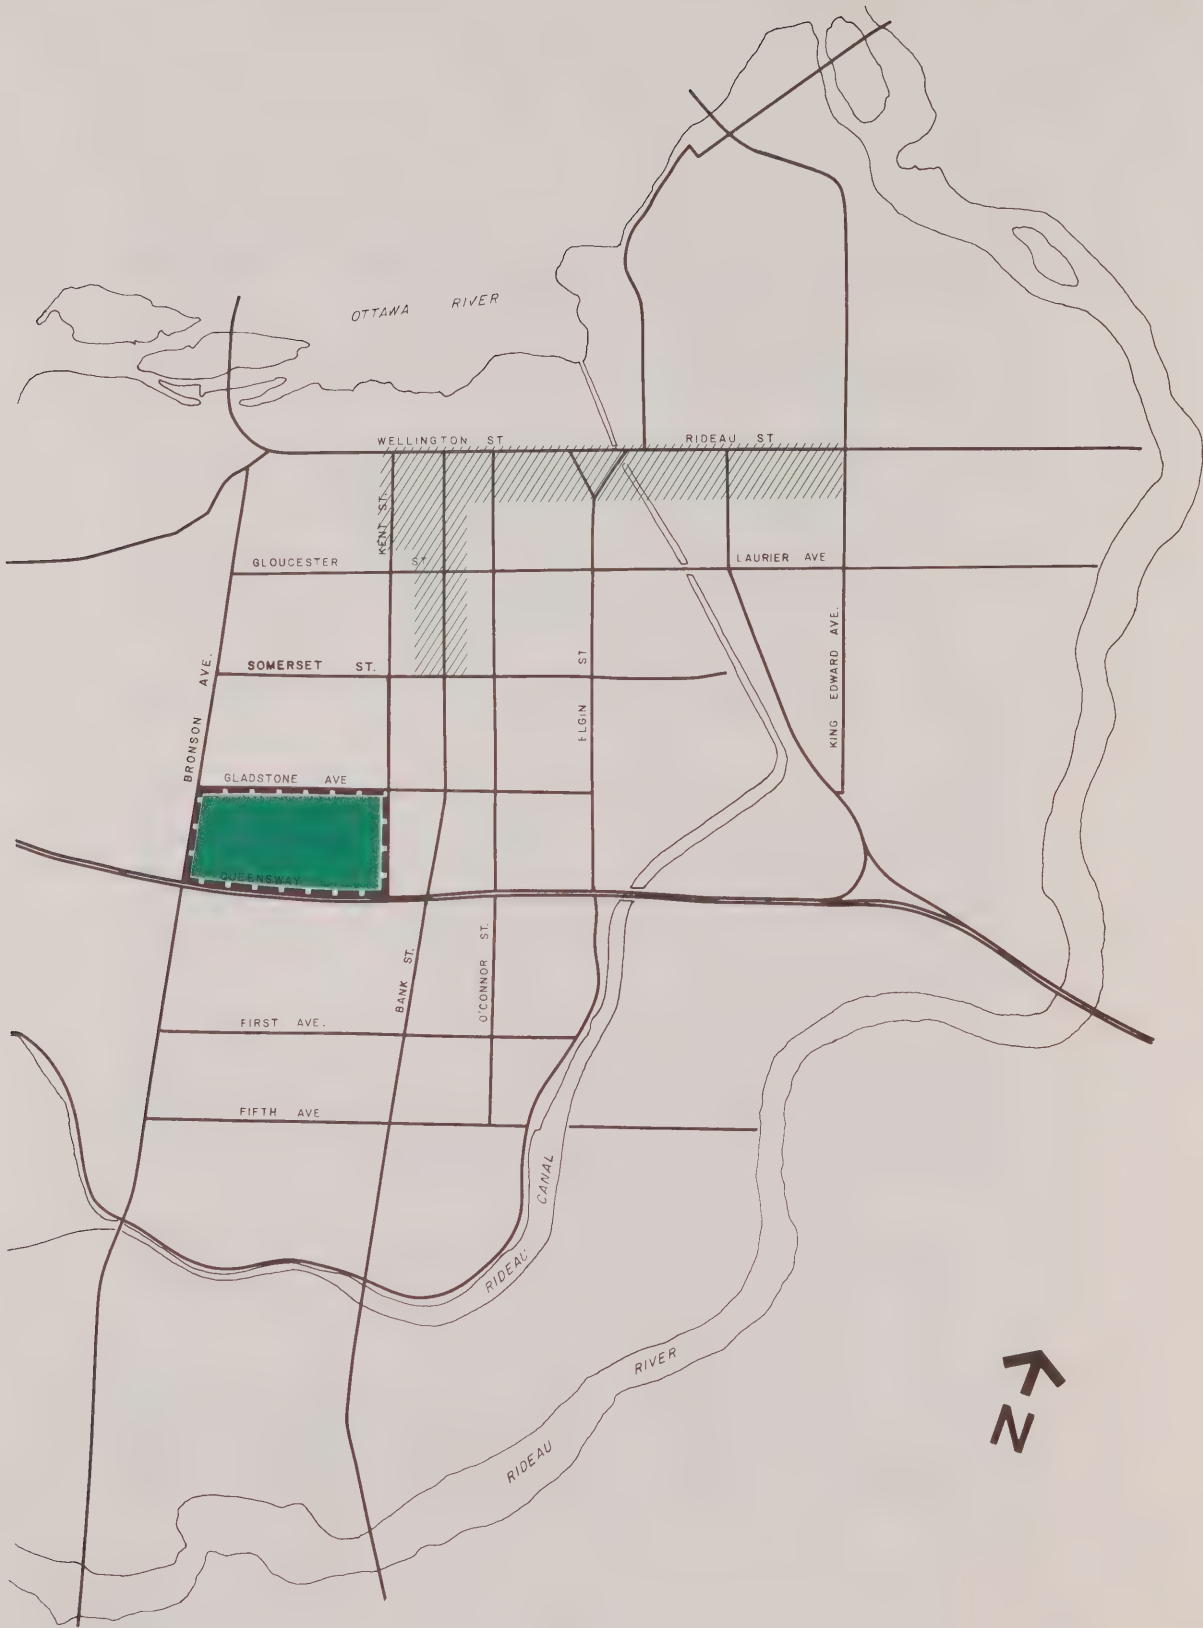 OTTAWA RIVER
WELLINGTON ST
RIDEAU ST
KENT ST.
GLOUCESTER ST.
LAURIER AVE
BRONSON AVE.
SOMERSET ST.
ELGIN ST
KING EDWARD AVE.
GLADSTONE AVE
QUEENSWAY
BANK ST.
O'CONNOR ST.
FIRST AVE.
FIFTH AVE
RIDEAU CANAL
RIDEAU RIVER
N